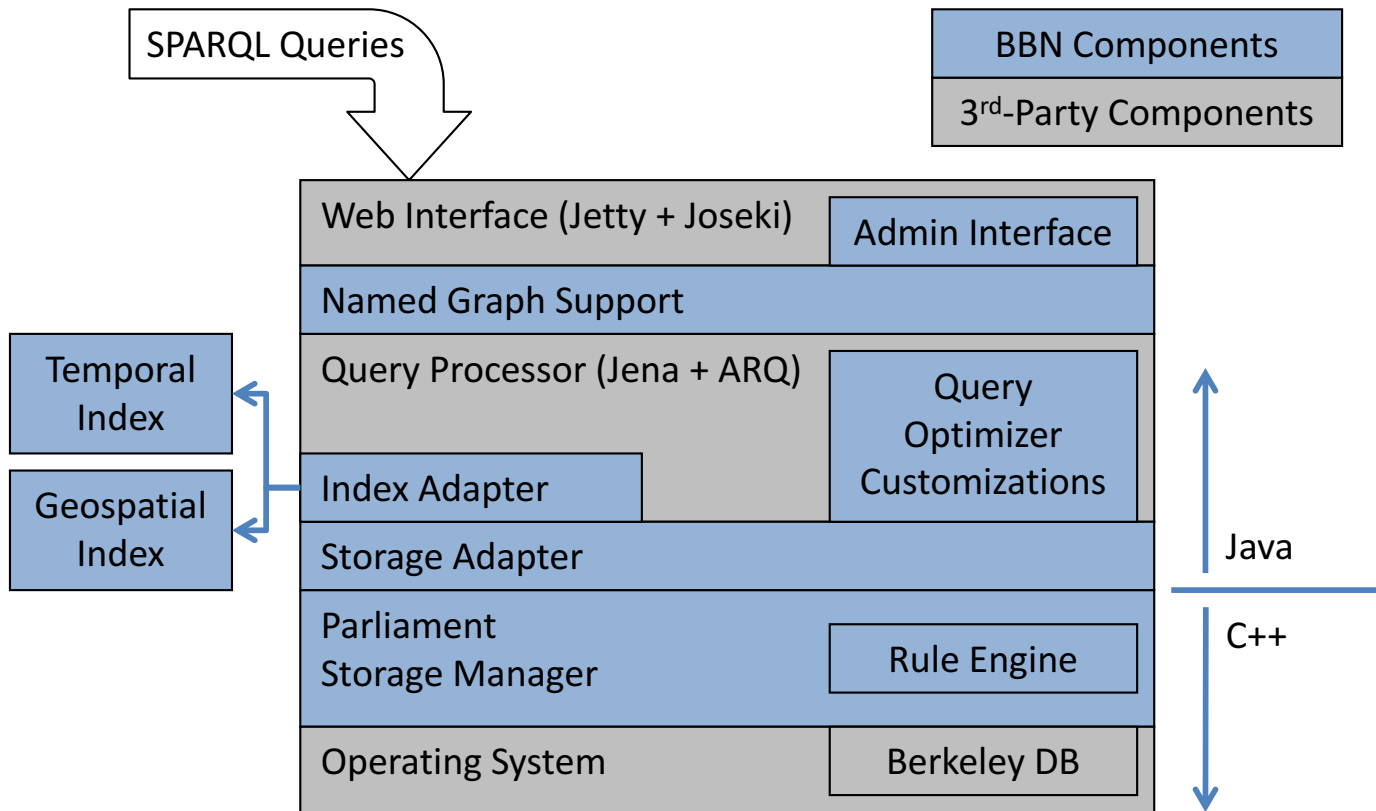 SPARQL Queries
BBN Components
3rd-Party Components
Web Interface (Jetty + Joseki)
Admin Interface
Named Graph Support
Temporal
Index
Geospatial
Index
Query Processor (Jena + ARQ)
Query
Optimizer
Customizations
Index Adapter
Storage Adapter
Java
C++
Parliament
Storage Manager
Rule Engine
Operating System
Berkeley DB